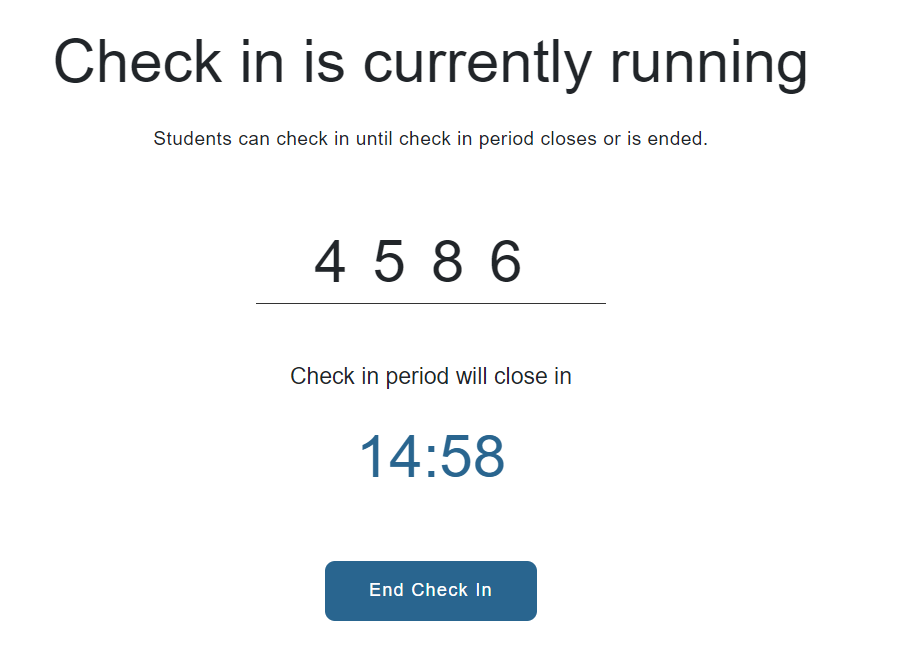 Check in is currently running
Students can check in until check in period closes or is ended.
4 5 8 6
Check in period will close in
14:58
End Check In